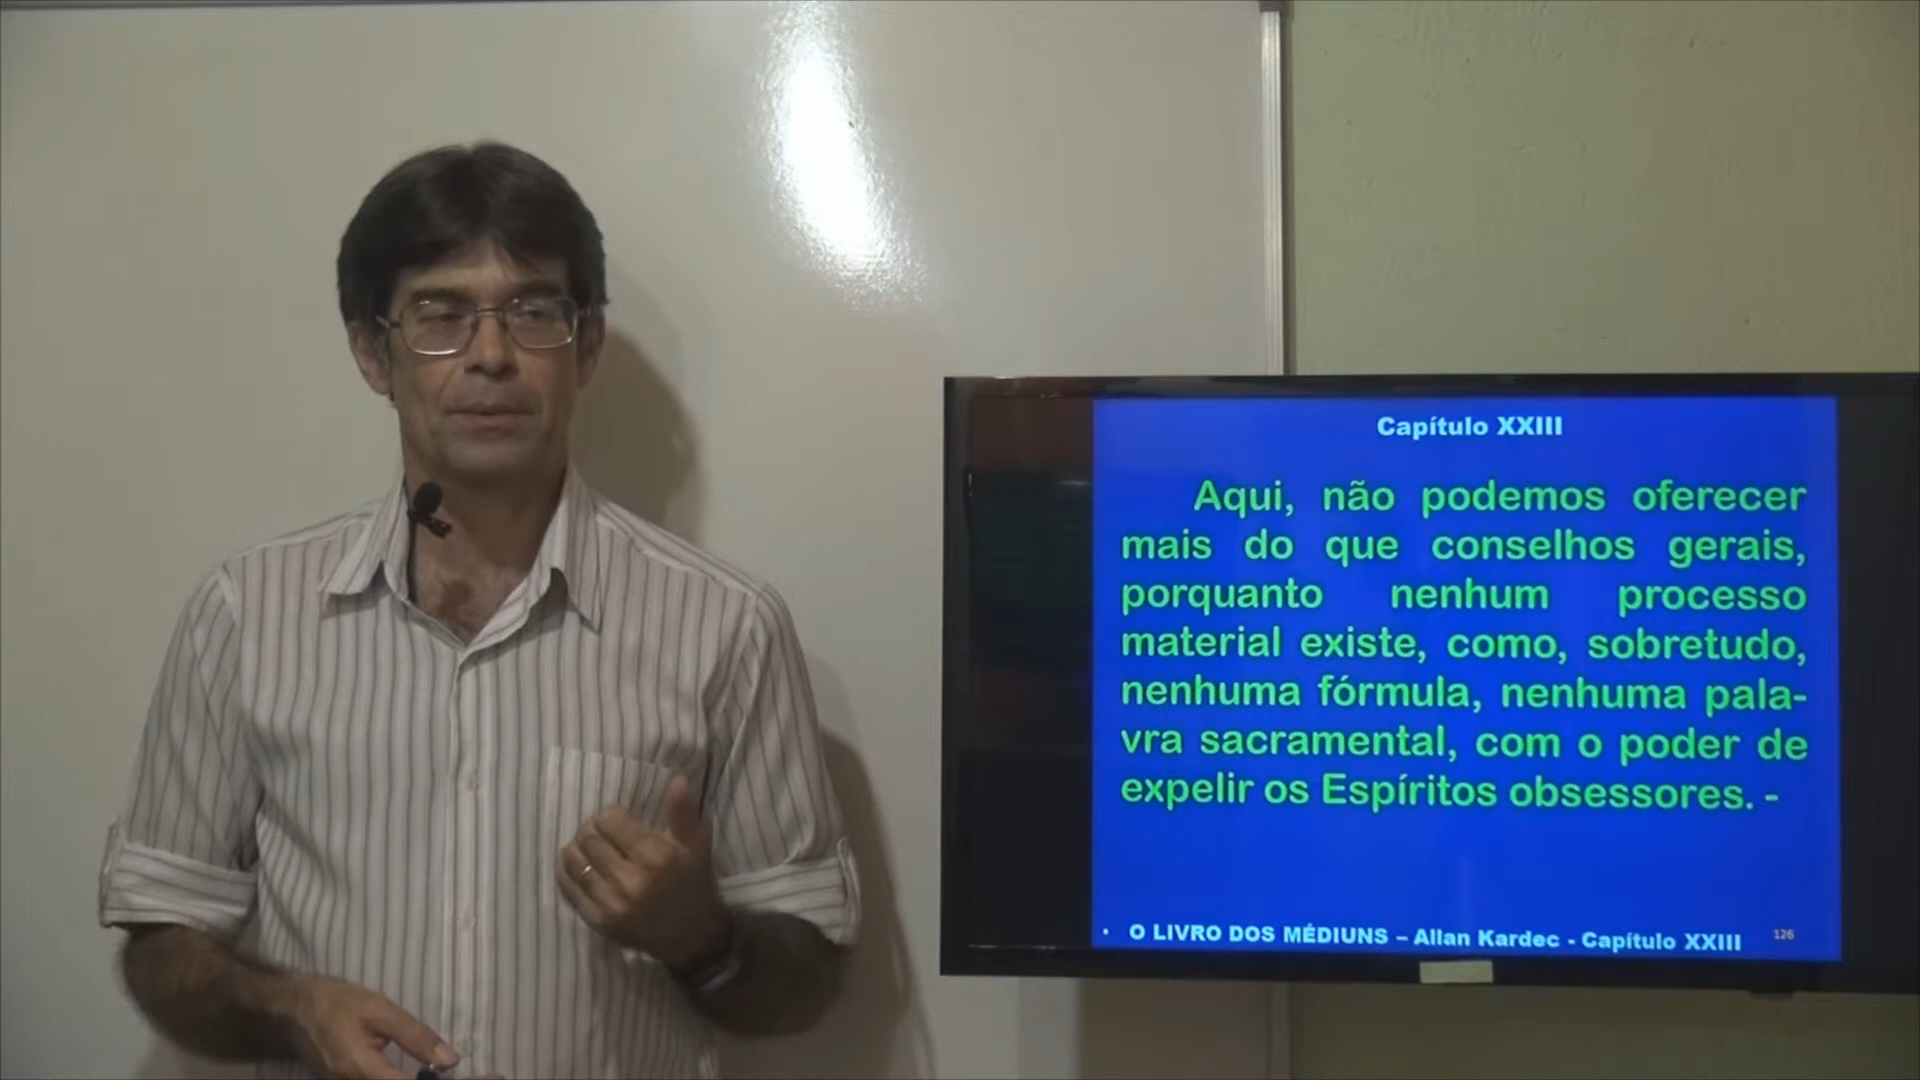 Capítulo XXIII
Aqui, não podemos oferecer
mais do que conselhos gerais,
porquanto nenhum processo
material existe, como, sobretudo,
nenhuma fórmula, nenhuma pala-
vra sacramental, com o poder de
expelir os Espíritos obsessores. -
• O LIVRO DOS MÉDIUNS – Allan Kardec - Capítulo XXIII 126